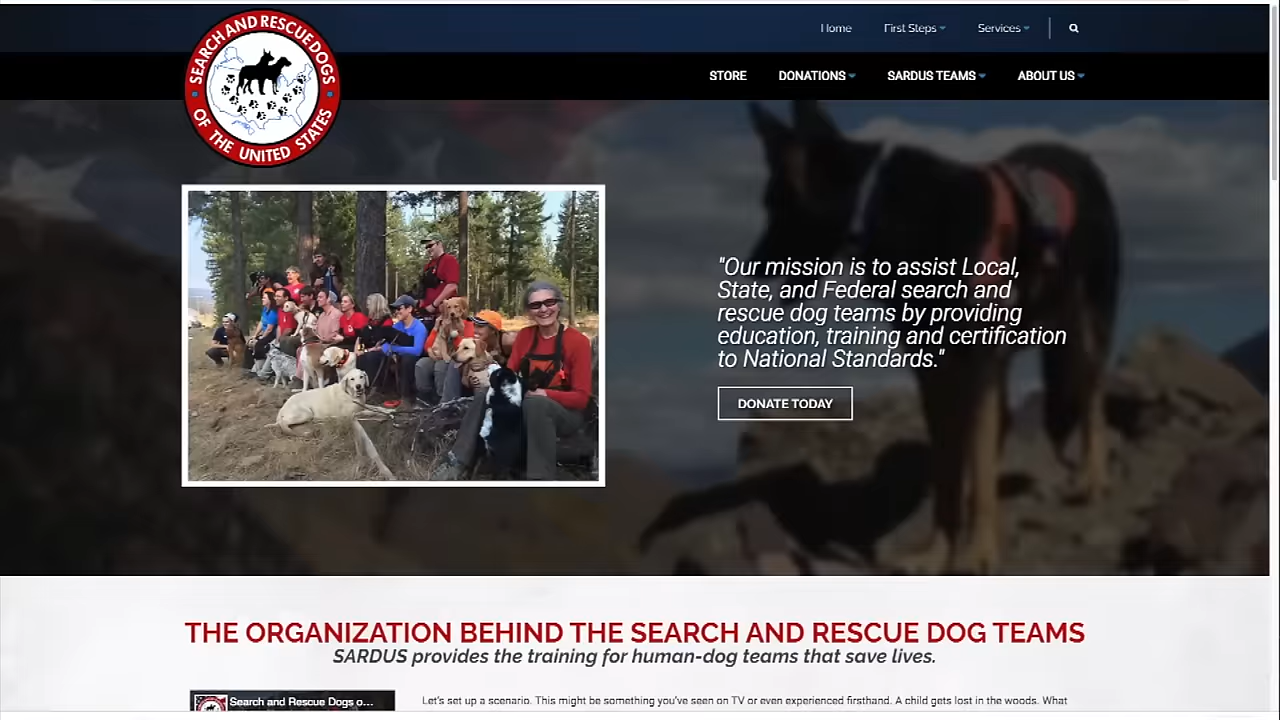 SEARCH AND RESCUE DOGS
OF THE UNITED STATES
Home First Steps Services
STORE DONATIONS SARDUS TEAMS ABOUT US
"Our mission is to assist Local,
State, and Federal search and
rescue dog teams by providing
education, training and certification
to National Standards."
DONATE TODAY
THE ORGANIZATION BEHIND THE SEARCH AND RESCUE DOG TEAMS
SARDUS provides the training for human-dog teams that save lives.
Search and Rescue Dogs o...
Let's set up a scenario. This might be something you've seen on TV or even experienced firsthand. A child gets lost in the woods. What